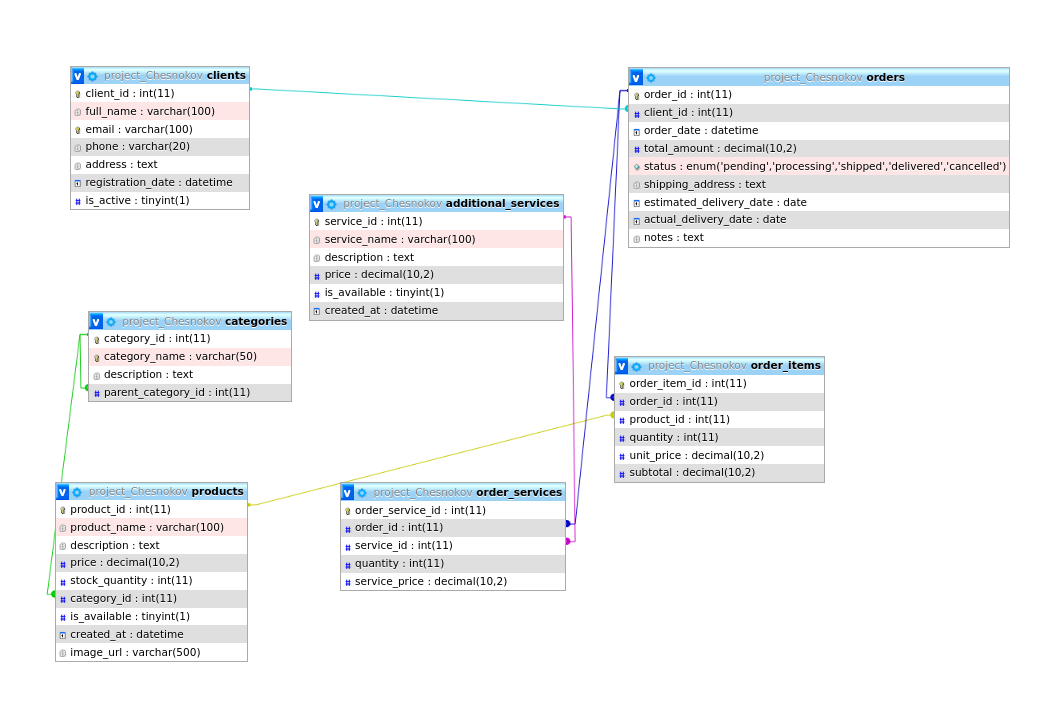 v project_Chesnokov clients
client_id : int(11)
full_name : varchar(100)
email : varchar(100)
phone : varchar(20)
address : text
registration_date : datetime
# is_active : tinyint(1)
v project_Chesnokov orders
order_id : int(11)
# client_id : int(11)
order_date : datetime
# total_amount : decimal(10,2)
status : enum('pending','processing','shipped','delivered','cancelled')
shipping_address : text
estimated_delivery_date : date
actual_delivery_date : date
notes : text
v project_Chesnokov additional_services
service_id : int(11)
service_name : varchar(100)
description : text
# price : decimal(10,2)
# is_available : tinyint(1)
created_at : datetime
v project_Chesnokov categories
category_id : int(11)
category_name : varchar(50)
description : text
# parent_category_id : int(11)
v project_Chesnokov order_items
order_item_id : int(11)
# order_id : int(11)
# product_id : int(11)
# quantity : int(11)
# unit_price : decimal(10,2)
# subtotal : decimal(10,2)
v project_Chesnokov products
product_id : int(11)
product_name : varchar(100)
description : text
# price : decimal(10,2)
# stock_quantity : int(11)
# category_id : int(11)
# is_available : tinyint(1)
created_at : datetime
image_url : varchar(500)
v project_Chesnokov order_services
order_service_id : int(11)
# order_id : int(11)
# service_id : int(11)
# quantity : int(11)
# service_price : decimal(10,2)